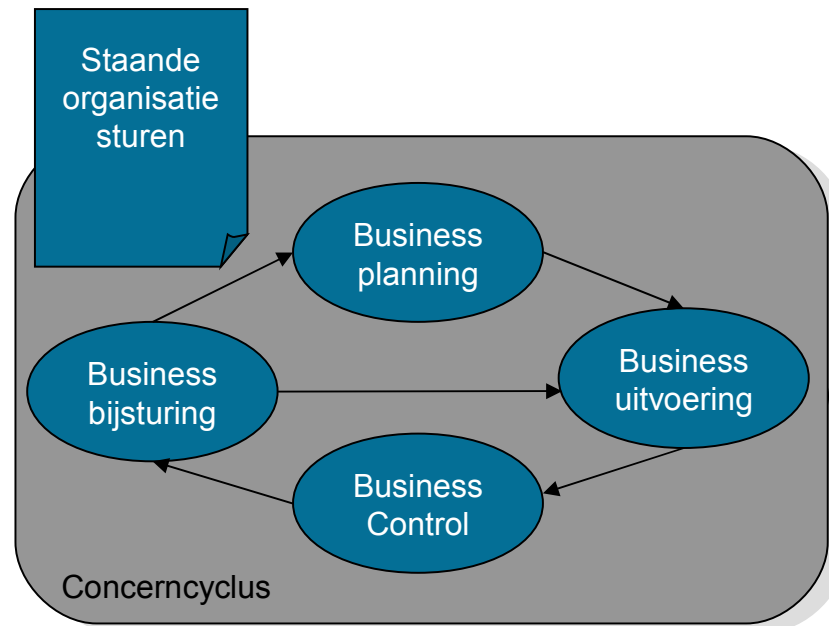 Staande
organisatie
sturen
Business
planning
Business
bijsturing
Business
uitvoering
Business
Control
Concerncyclus